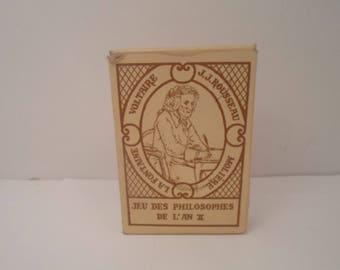 VOLTAIRE
J.J.ROUSSEAU
LA FONTAINE
MOLIERE
JEU DES PHILOSOPHES
DE L'AN II